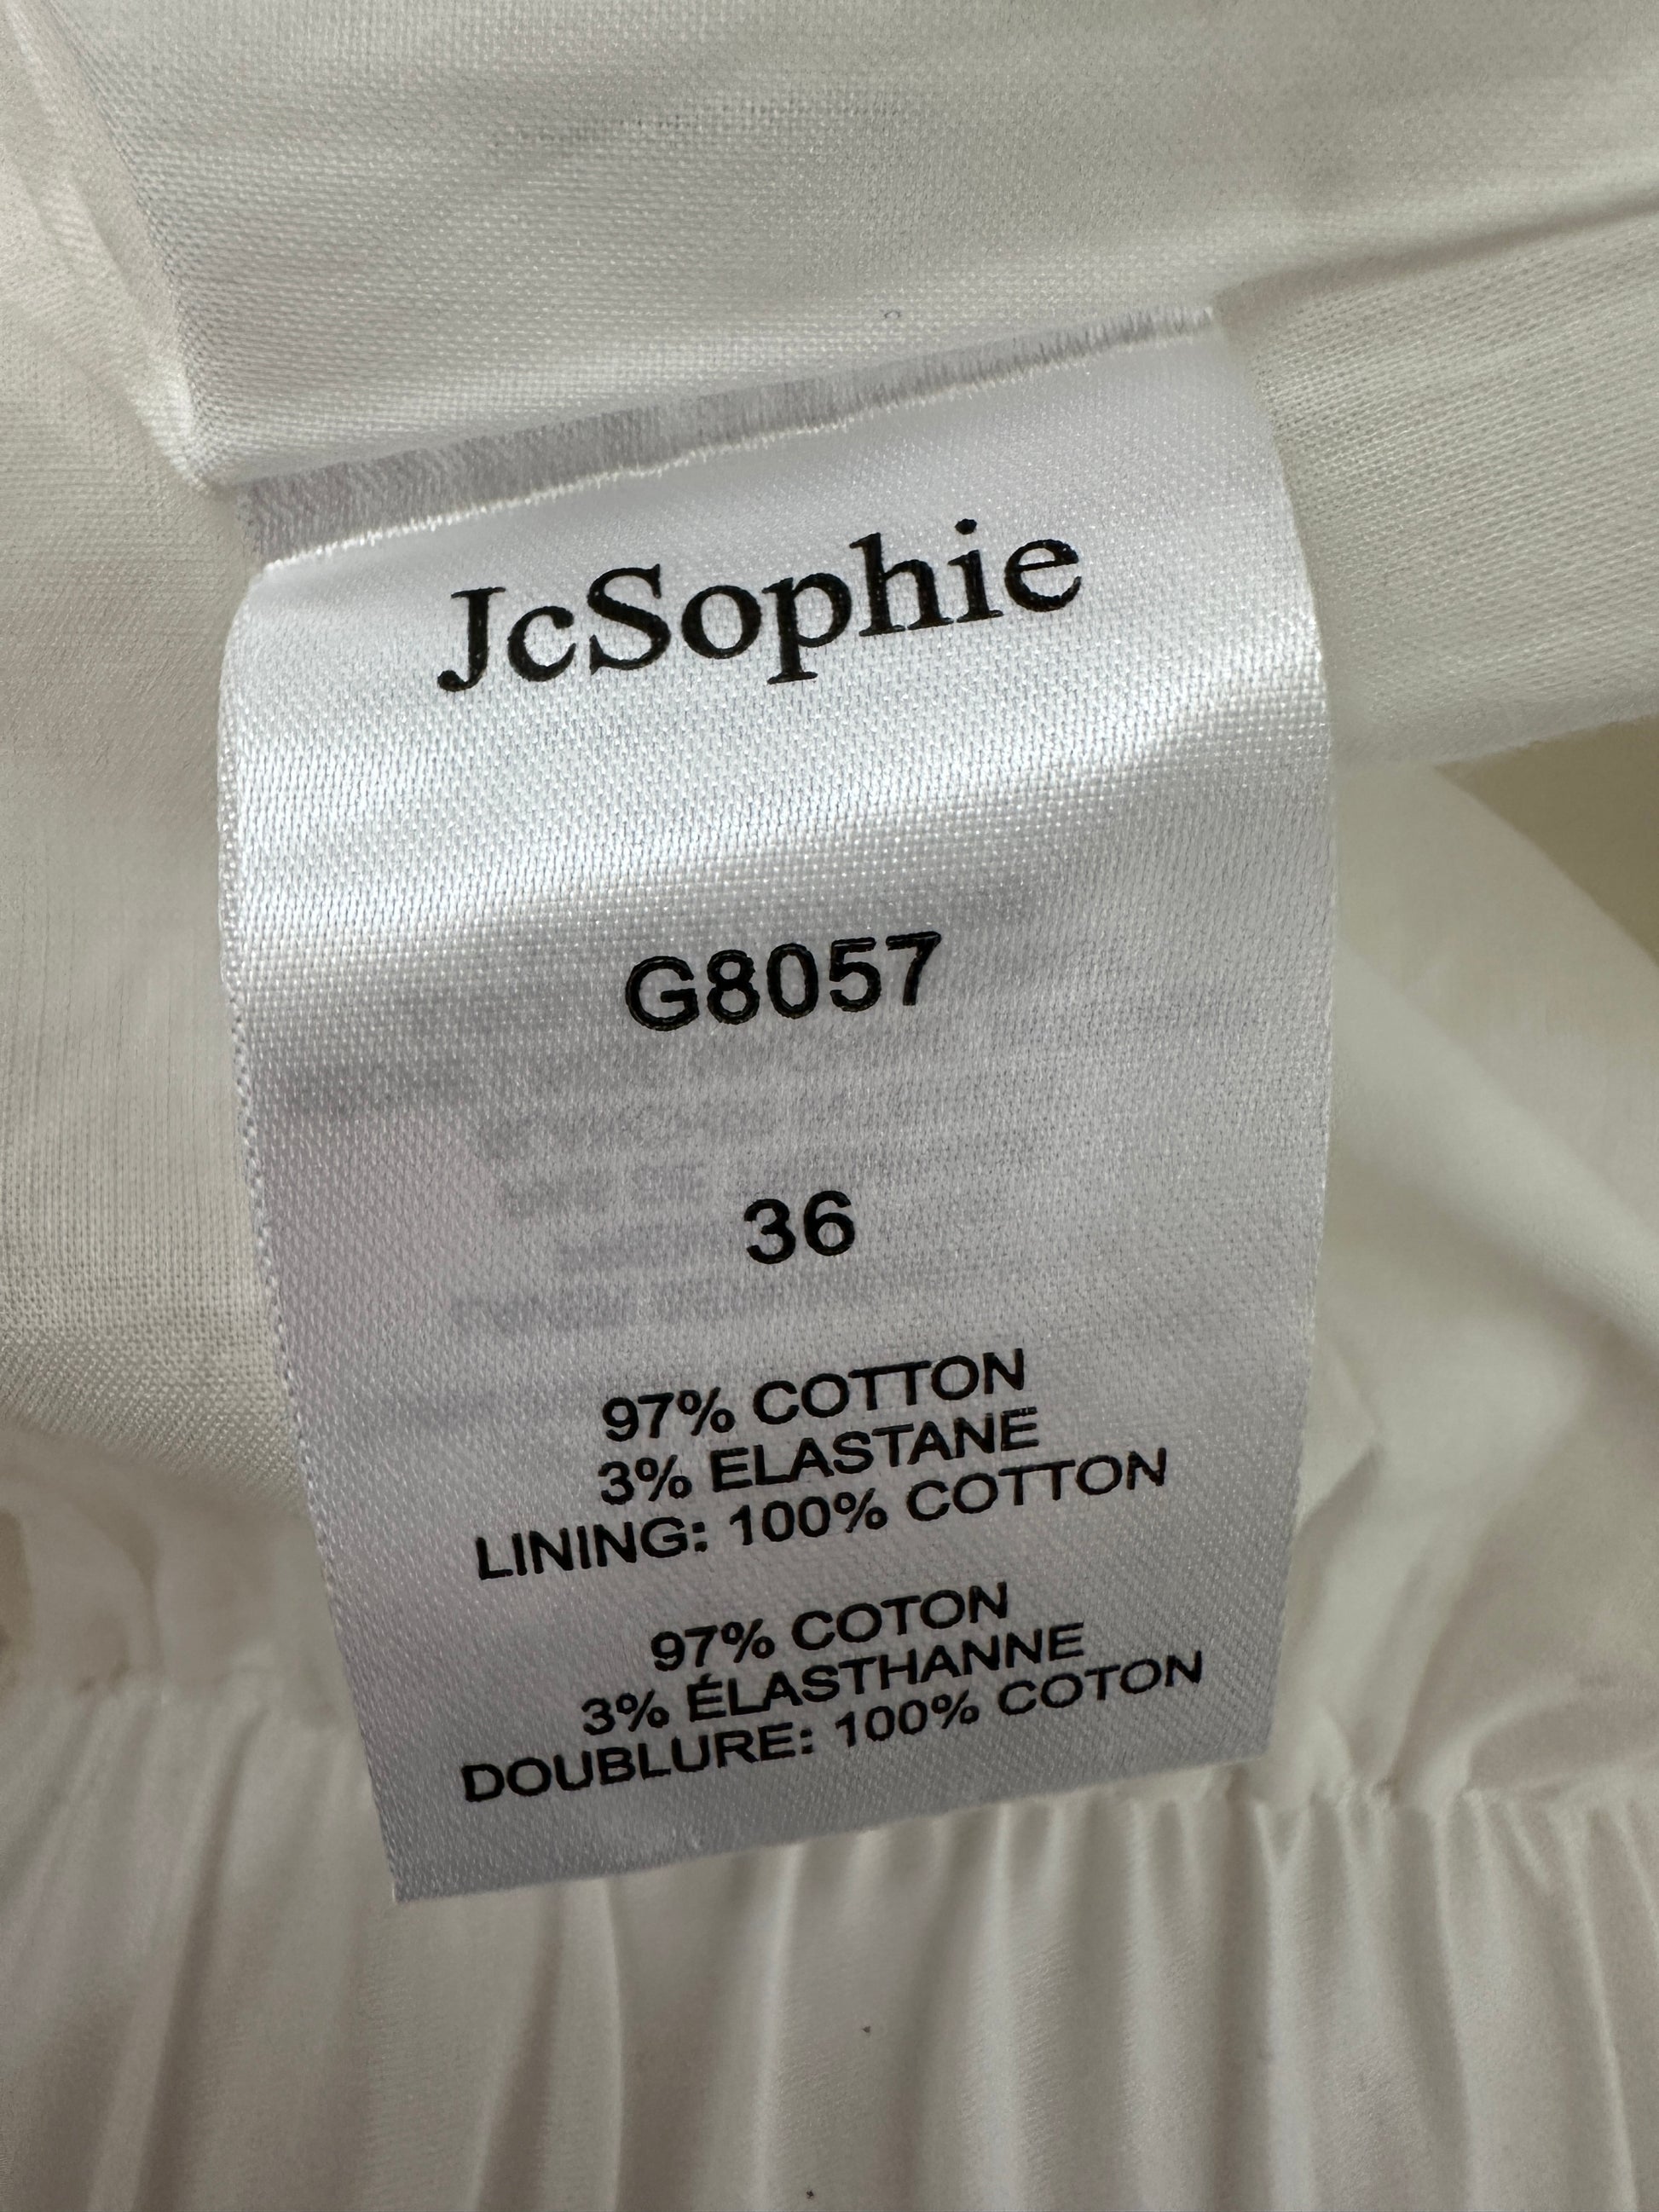 JcSophie
G8057
36
97% COTTON
3% ELASTANE
LINING: 100% COTTON
97% COTON
3% ÉLASTHANNE
DOUBLURE: 100% COTON